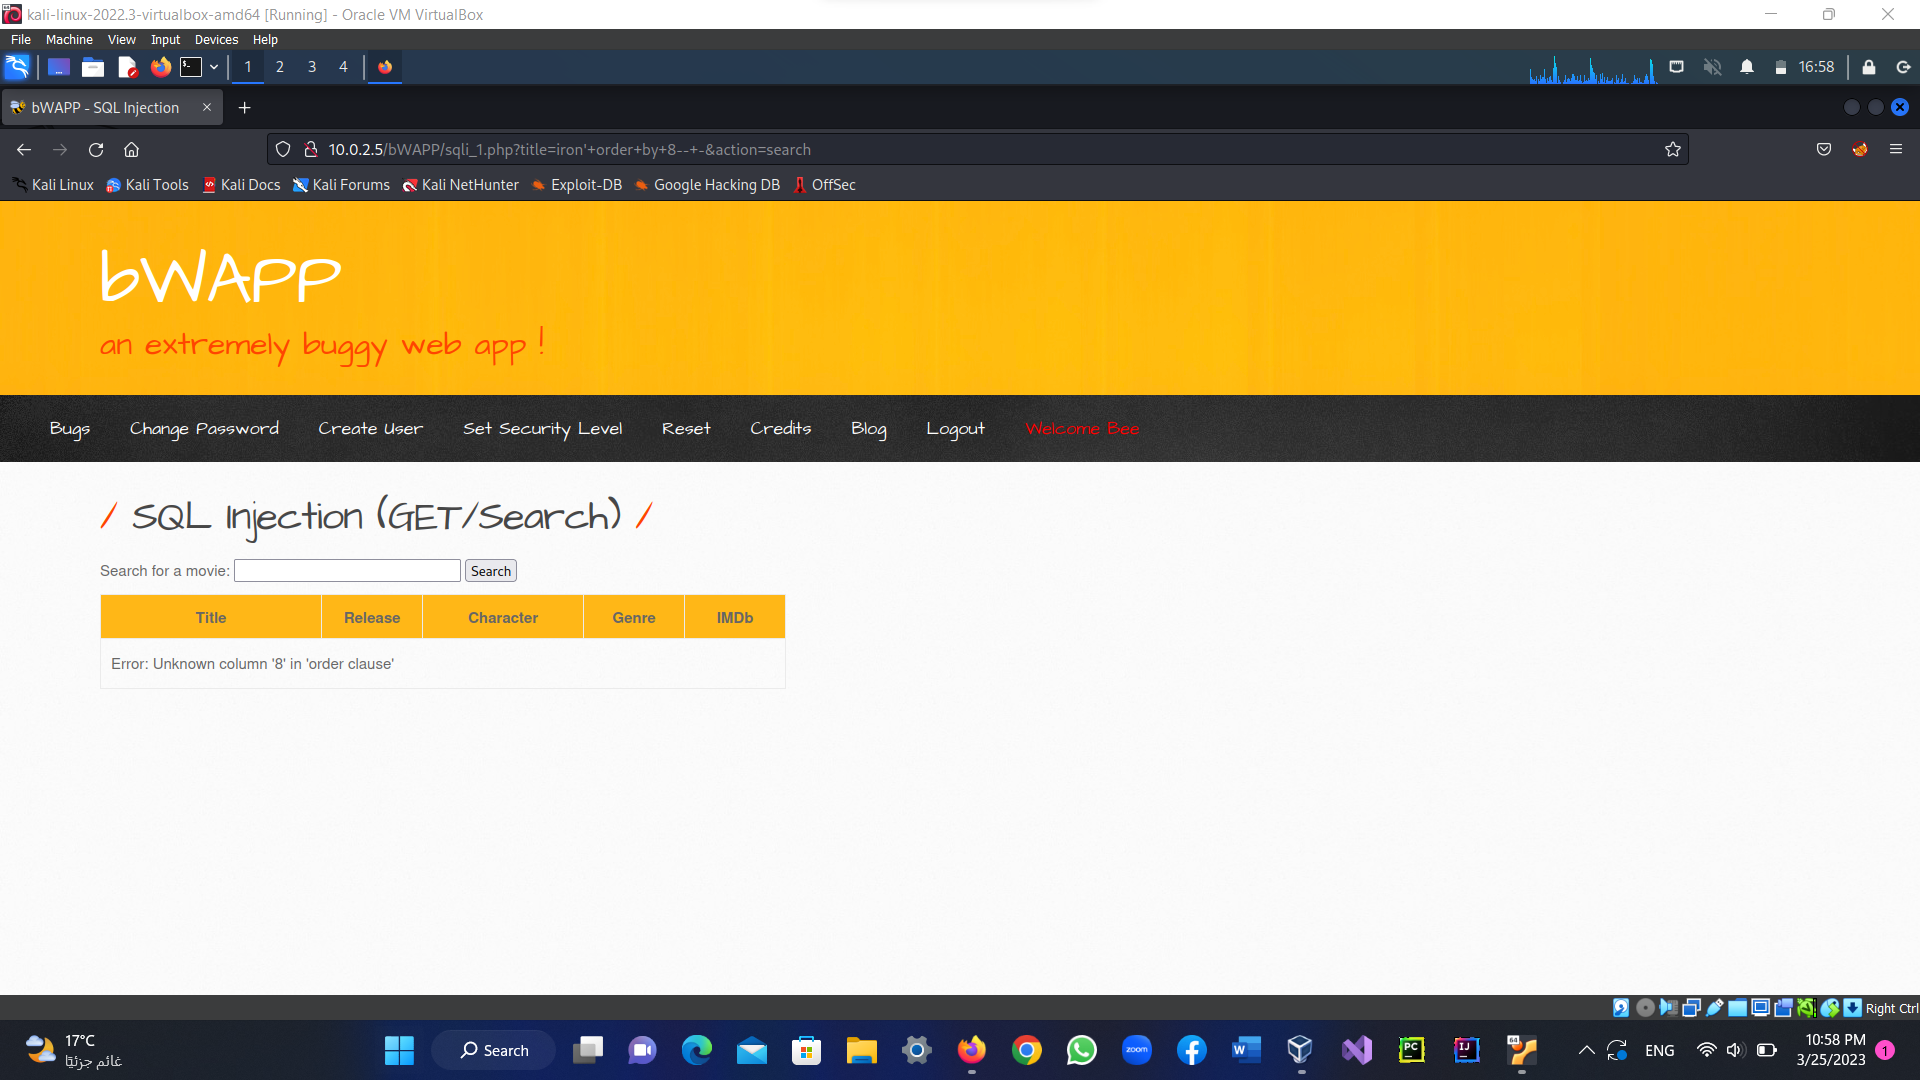 kali-linux-2022.3-virtualbox-amd64 [Running] - Oracle VM VirtualBox
File Machine View Input Devices Help
1 2 3 4 16:58
bWAPP - SQL Injection
10.0.2.5/bWAPP/sqli_1.php?title=iron'+order+by+8--+-&action=search
Kali Linux Kali Tools Kali Docs Kali Forums Kali NetHunter Exploit-DB Google Hacking DB OffSec
bWAPP
an extremely buggy web app !
Bugs Change Password Create User Set Security Level Reset Credits Blog Logout Welcome Bee
/ SQL Injection (GET/Search) /
Search for a movie: Search
Title Release Character Genre IMDb
Error: Unknown column '8' in 'order clause'
Right Ctrl
17°C
غائم جزئيًا
Search
zoom
ENG
10:58 PM
3/25/2023
1